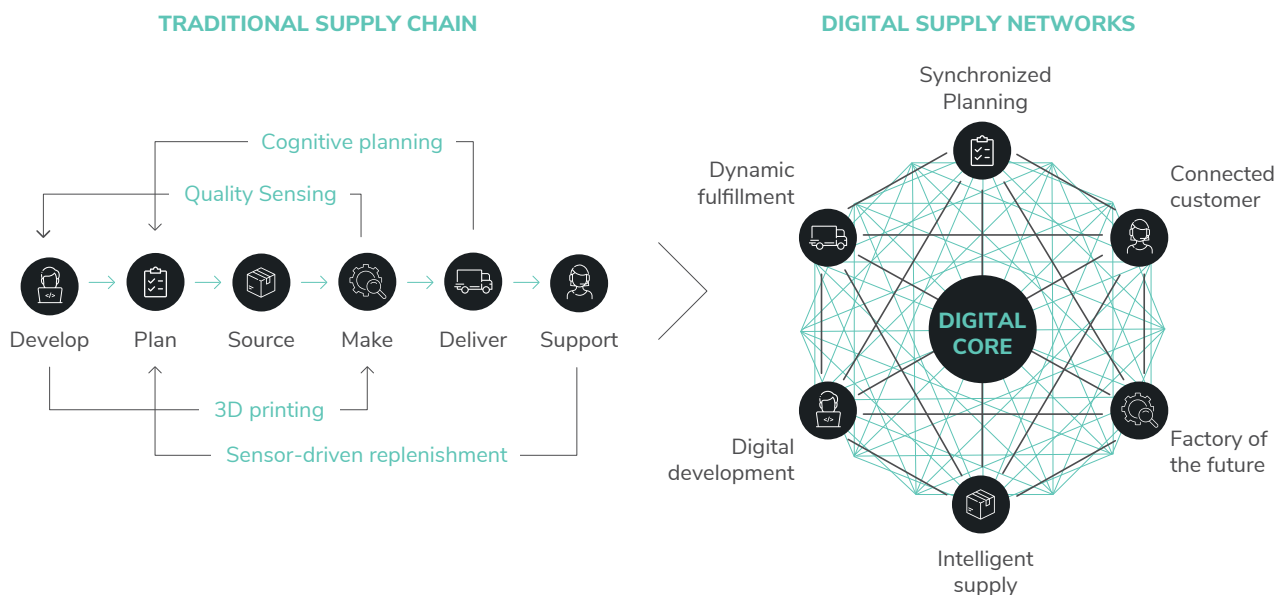 TRADITIONAL SUPPLY CHAIN
Cognitive planning
Quality Sensing
Develop
Plan
Source
Make
Deliver
Support
3D printing
Sensor-driven replenishment
DIGITAL SUPPLY NETWORKS
Synchronized
Planning
Dynamic
fulfillment
Connected
customer
DIGITAL
CORE
Digital
development
Factory of
the future
Intelligent
supply